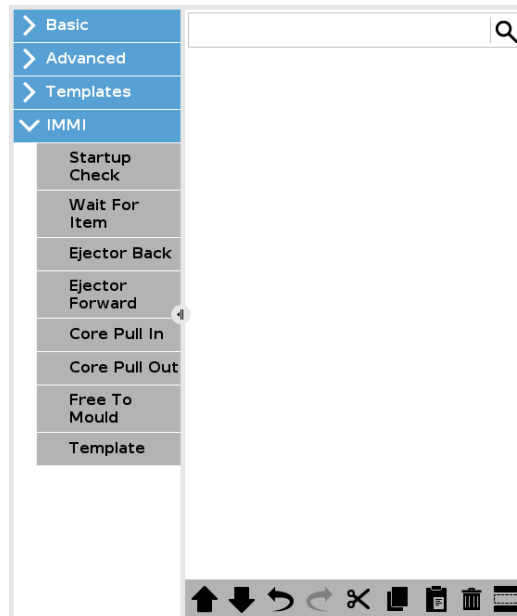 Basic
Advanced
Templates
IMMI
Startup
Check
Wait For
Item
Ejector Back
Ejector
Forward
Core Pull In
Core Pull Out
Free To
Mould
Template